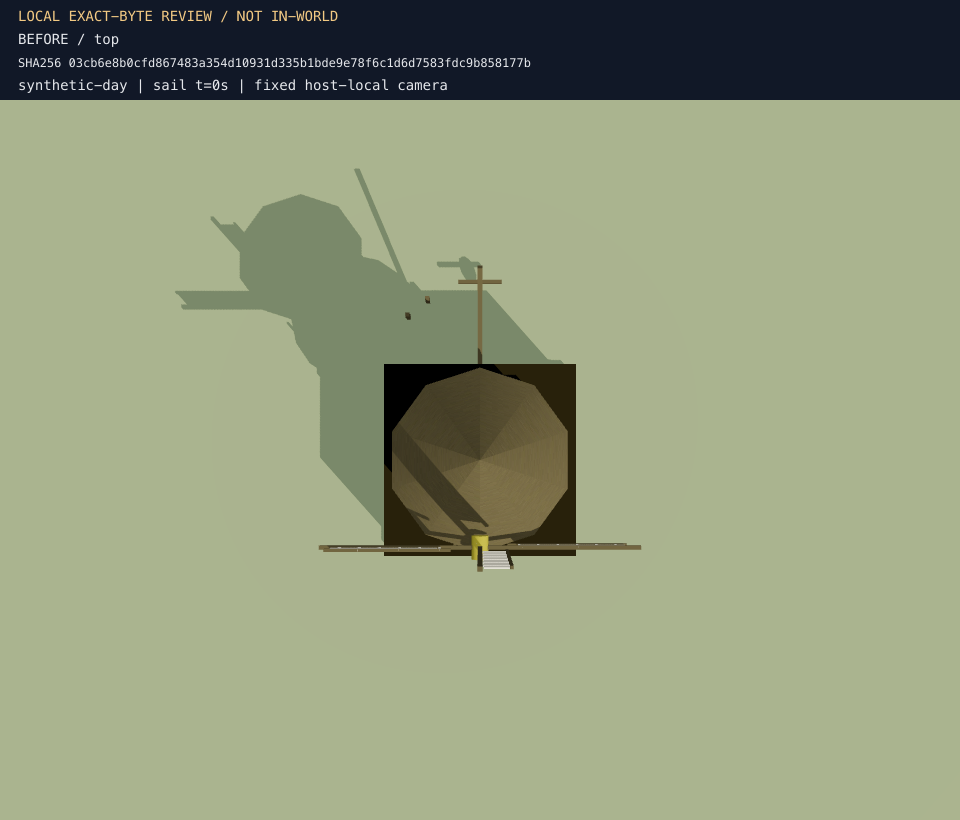 LOCAL EXACT-BYTE REVIEW / NOT IN-WORLD
BEFORE / top
SHA256 03cb6e8b0cfd867483a354d10931d335b1bde9e78f6c1d6d7583fdc9b858177b
synthetic-day | sail t=0s | fixed host-local camera